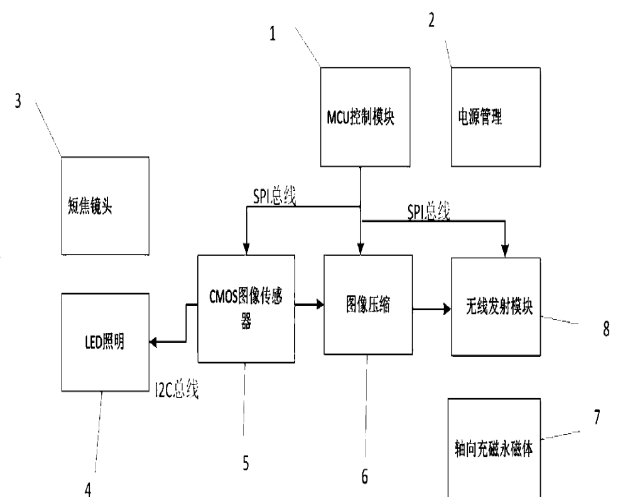 1
2
3
MCU控制模块
电源管理
短焦镜头
SPI总线
SPI总线
CMOS图像传感
器
图像压缩
无线发射模块
8
LED照明
I2C总线
7
轴向充磁永磁体
4
5
6